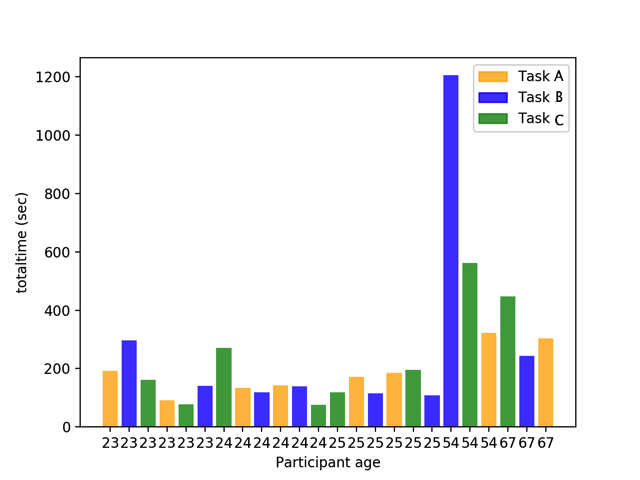 1200
1000
800
600
400
200
0
totaltime (sec)
Task A
Task B
Task C
23 23 23 23 23 23 24 24 24 24 24 24 25 25 25 25 25 25 54 54 54 67 67 67
Participant age